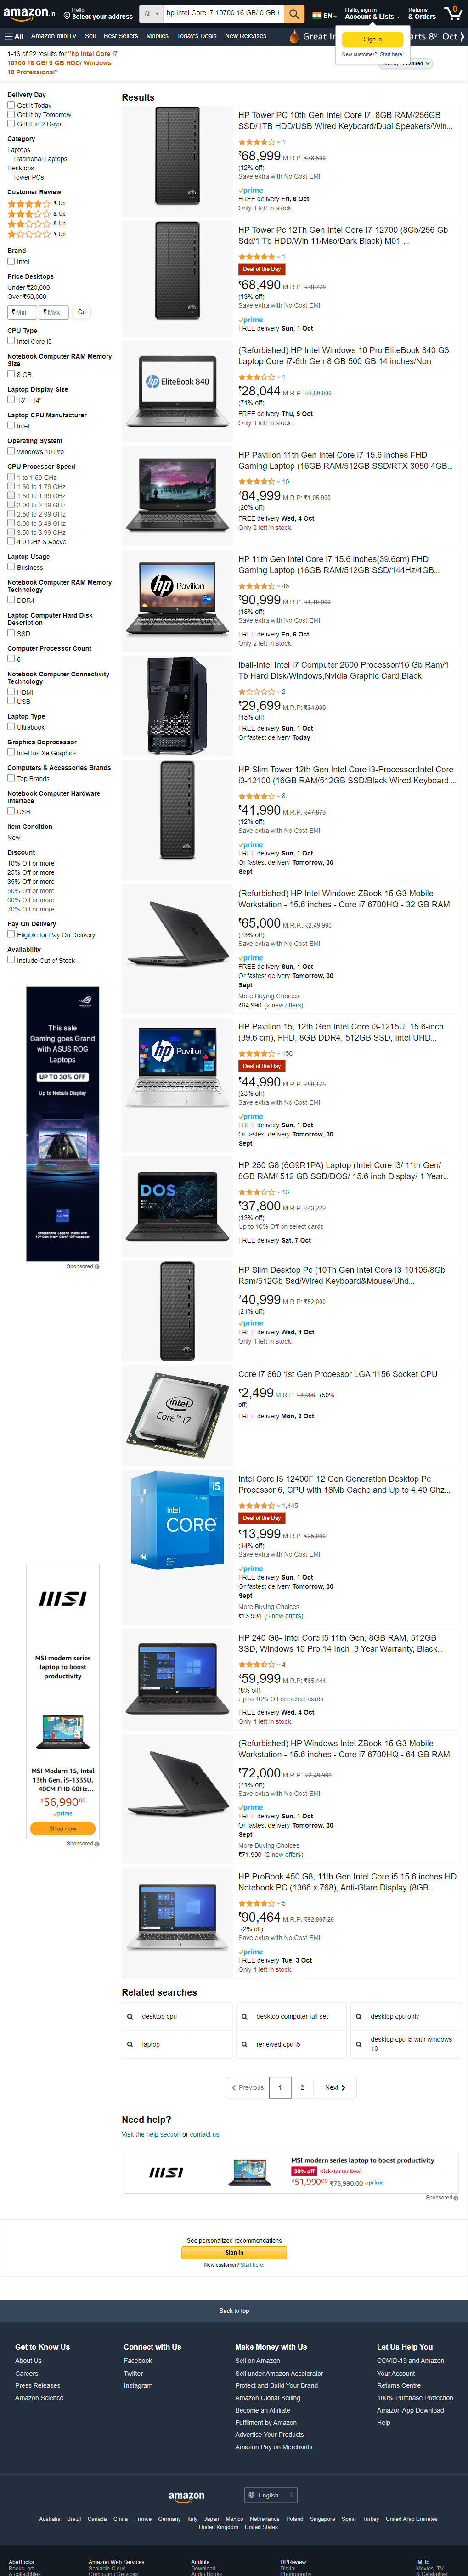 amazon.in
Hello
Select your address
All
hp Intel Core i7 10700 16 GB/ 0 GB H
EN
Hello, sign in
Account & Lists
Returns
& Orders
0
All
Amazon miniTV
Sell
Best Sellers
Mobiles
Today's Deals
New Releases
Great In
arts 8th Oct
Sign in
New customer? Start here.
1-16 of 22 results for "hp Intel Core i7
10700 16 GB/ 0 GB HDD/ Windows
10 Professional"
Delivery Day
Get It Today
Get It by Tomorrow
Get It in 2 Days
Category
Laptops
Traditional Laptops
Desktops
Tower PCs
Customer Review
& Up
& Up
& Up
& Up
Brand
Intel
Price Desktops
Under ₹20,000
Over ₹50,000
₹ Min
₹ Max
Go
CPU Type
Intel Core i5
Notebook Computer RAM Memory
Size
8 GB
Laptop Display Size
13" - 14"
Laptop CPU Manufacturer
Intel
Operating System
Windows 10 Pro
CPU Processor Speed
1 to 1.59 GHz
1.60 to 1.79 GHz
1.80 to 1.99 GHz
2.00 to 2.49 GHz
2.50 to 2.99 GHz
3.00 to 3.49 GHz
3.50 to 3.99 GHz
4.0 GHz & Above
Laptop Usage
Business
Notebook Computer RAM Memory
Technology
DDR4
Laptop Computer Hard Disk
Description
SSD
Computer Processor Count
6
Notebook Computer Connectivity
Technology
HDMI
USB
Laptop Type
Ultrabook
Graphics Coprocessor
Intel Iris Xe Graphics
Computers & Accessories Brands
Top Brands
Notebook Computer Hardware
Interface
USB
Item Condition
New
Discount
10% Off or more
25% Off or more
35% Off or more
50% Off or more
60% Off or more
70% Off or more
Pay On Delivery
Eligible for Pay On Delivery
Availability
Include Out of Stock
This sale
Gaming goes Grand
with ASUS ROG
Laptops
UP TO 30% OFF
Up to Nebula Display
Sponsored
msi
MSI modern series
laptop to boost
productivity
MSI Modern 15, Intel
13th Gen. i5-1335U,
40CM FHD 60Hz...
₹56,99000
prime
Shop now
Sponsored
Results
HP Tower PC 10th Gen Intel Core i7, 8GB RAM/256GB
SSD/1TB HDD/USB Wired Keyboard/Dual Speakers/Win...
1
₹68,999 M.R.P: ₹78,500
(12% off)
Save extra with No Cost EMI
prime
FREE delivery Fri, 6 Oct
Only 1 left in stock.
HP Tower Pc 12Th Gen Intel Core i7-12700 (8Gb/256 Gb
Sdd/1 Tb HDD/Win 11/Mso/Dark Black) M01-...
1
Deal of the Day
₹68,490 M.R.P: ₹78,778
(13% off)
Save extra with No Cost EMI
prime
FREE delivery Sun, 1 Oct
EliteBook 840
(Refurbished) HP Intel Windows 10 Pro EliteBook 840 G3
Laptop Core i7-6th Gen 8 GB 500 GB 14 inches/Non
1
₹28,044 M.R.P: ₹1,00,000
(71% off)
FREE delivery Thu, 5 Oct
Only 1 left in stock.
HP Pavilion 11th Gen Intel Core i7 15.6 inches FHD
Gaming Laptop (16GB RAM/512GB SSD/RTX 3050 4GB...
10
₹84,999 M.R.P: ₹1,05,900
(20% off)
FREE delivery Wed, 4 Oct
Only 2 left in stock.
hp Pavilion
HP 11th Gen Intel Core i7 15.6 inches(39.6cm) FHD
Gaming Laptop (16GB RAM/512GB SSD/144Hz/4GB...
48
₹90,999 M.R.P: ₹1,10,900
(18% off)
Save extra with No Cost EMI
FREE delivery Fri, 6 Oct
Only 2 left in stock.
Iball-Intel Intel I7 Computer 2600 Processor/16 Gb Ram/1
Tb Hard Disk/Windows,Nvidia Graphic Card,Black
2
₹29,699 M.R.P: ₹34,999
(15% off)
FREE delivery Sun, 1 Oct
Or fastest delivery Today
HP Slim Tower 12th Gen Intel Core i3-Processor:Intel Core
i3-12100 (16GB RAM/512GB SSD/Black Wired Keyboard ...
8
₹41,990 M.R.P: ₹47,873
(12% off)
Save extra with No Cost EMI
prime
FREE delivery Sun, 1 Oct
Or fastest delivery Tomorrow, 30
Sept
(Refurbished) HP Intel Windows ZBook 15 G3 Mobile
Workstation - 15.6 inches - Core i7 6700HQ - 32 GB RAM
₹65,000 M.R.P: ₹2,49,990
(73% off)
Save extra with No Cost EMI
prime
FREE delivery Sun, 1 Oct
Or fastest delivery Tomorrow, 30
Sept
More Buying Choices
₹64,990 (2 new offers)
hp Pavilion
HP Pavilion 15, 12th Gen Intel Core i3-1215U, 15.6-inch
(39.6 cm), FHD, 8GB DDR4, 512GB SSD, Intel UHD...
156
Deal of the Day
₹44,990 M.R.P: ₹58,175
(23% off)
Save extra with No Cost EMI
prime
FREE delivery Sun, 1 Oct
Or fastest delivery Tomorrow, 30
Sept
DOS
HP 250 G8 (6G9R1PA) Laptop (Intel Core i3/ 11th Gen/
8GB RAM/ 512 GB SSD/DOS/ 15.6 inch Display/ 1 Year...
16
₹37,800 M.R.P: ₹43,222
(13% off)
Up to 10% Off on select cards
FREE delivery Sat, 7 Oct
HP Slim Desktop Pc (10Th Gen Intel Core I3-10105/8Gb
Ram/512Gb Ssd/Wired Keyboard&Mouse/Uhd...
₹40,999 M.R.P: ₹52,000
(21% off)
prime
FREE delivery Wed, 4 Oct
Only 1 left in stock.
intel
Core i7
Core i7 860 1st Gen Processor LGA 1156 Socket CPU
₹2,499 M.R.P: ₹4,999 (50%
off)
FREE delivery Mon, 2 Oct
i5
intel
CORE
Intel Core I5 12400F 12 Gen Generation Desktop Pc
Processor 6, CPU with 18Mb Cache and Up to 4.40 Ghz...
1,445
Deal of the Day
₹13,999 M.R.P: ₹25,000
(44% off)
Save extra with No Cost EMI
prime
FREE delivery Sun, 1 Oct
Or fastest delivery Tomorrow, 30
Sept
More Buying Choices
₹13,994 (5 new offers)
HP 240 G8- Intel Core i5 11th Gen, 8GB RAM, 512GB
SSD, Windows 10 Pro,14 Inch ,3 Year Warranty, Black...
4
₹59,999 M.R.P: ₹65,444
(8% off)
Up to 10% Off on select cards
FREE delivery Wed, 4 Oct
Only 1 left in stock.
(Refurbished) HP Windows Intel ZBook 15 G3 Mobile
Workstation - 15.6 inches - Core i7 6700HQ - 64 GB RAM
₹72,000 M.R.P: ₹2,49,990
(71% off)
Save extra with No Cost EMI
prime
FREE delivery Sun, 1 Oct
Or fastest delivery Tomorrow, 30
Sept
More Buying Choices
₹71,990 (2 new offers)
HP ProBook 450 G8, 11th Gen Intel Core i5 15.6 inches HD
Notebook PC (1366 x 768), Anti-Glare Display (8GB...
5
₹90,464 M.R.P: ₹92,007.20
(2% off)
Save extra with No Cost EMI
prime
FREE delivery Tue, 3 Oct
Only 1 left in stock.
Related searches
desktop cpu
desktop computer full set
desktop cpu only
laptop
renewed cpu i5
desktop cpu i5 with windows
10
Previous
1
2
Next
Need help?
Visit the help section or contact us
msi
MSI modern series laptop to boost productivity
30% off Kickstarter Deal
₹51,99000 ₹73,990.00 prime
Sponsored
See personalized recommendations
Sign in
New customer? Start here.
Back to top
Get to Know Us
About Us
Careers
Press Releases
Amazon Science
Connect with Us
Facebook
Twitter
Instagram
Make Money with Us
Sell on Amazon
Sell under Amazon Accelerator
Protect and Build Your Brand
Amazon Global Selling
Become an Affiliate
Fulfilment by Amazon
Advertise Your Products
Amazon Pay on Merchants
Let Us Help You
COVID-19 and Amazon
Your Account
Returns Centre
100% Purchase Protection
Amazon App Download
Help
amazon
English
Australia Brazil Canada China France Germany Italy Japan Mexico Netherlands Poland Singapore Spain Turkey United Arab Emirates
United Kingdom United States
AbeBooks
Books, art
& collectibles
Amazon Web Services
Scalable Cloud
Computing Services
Audible
Download
Audio Books
DPReview
Digital
Photography
IMDb
Movies, TV
& Celebrities